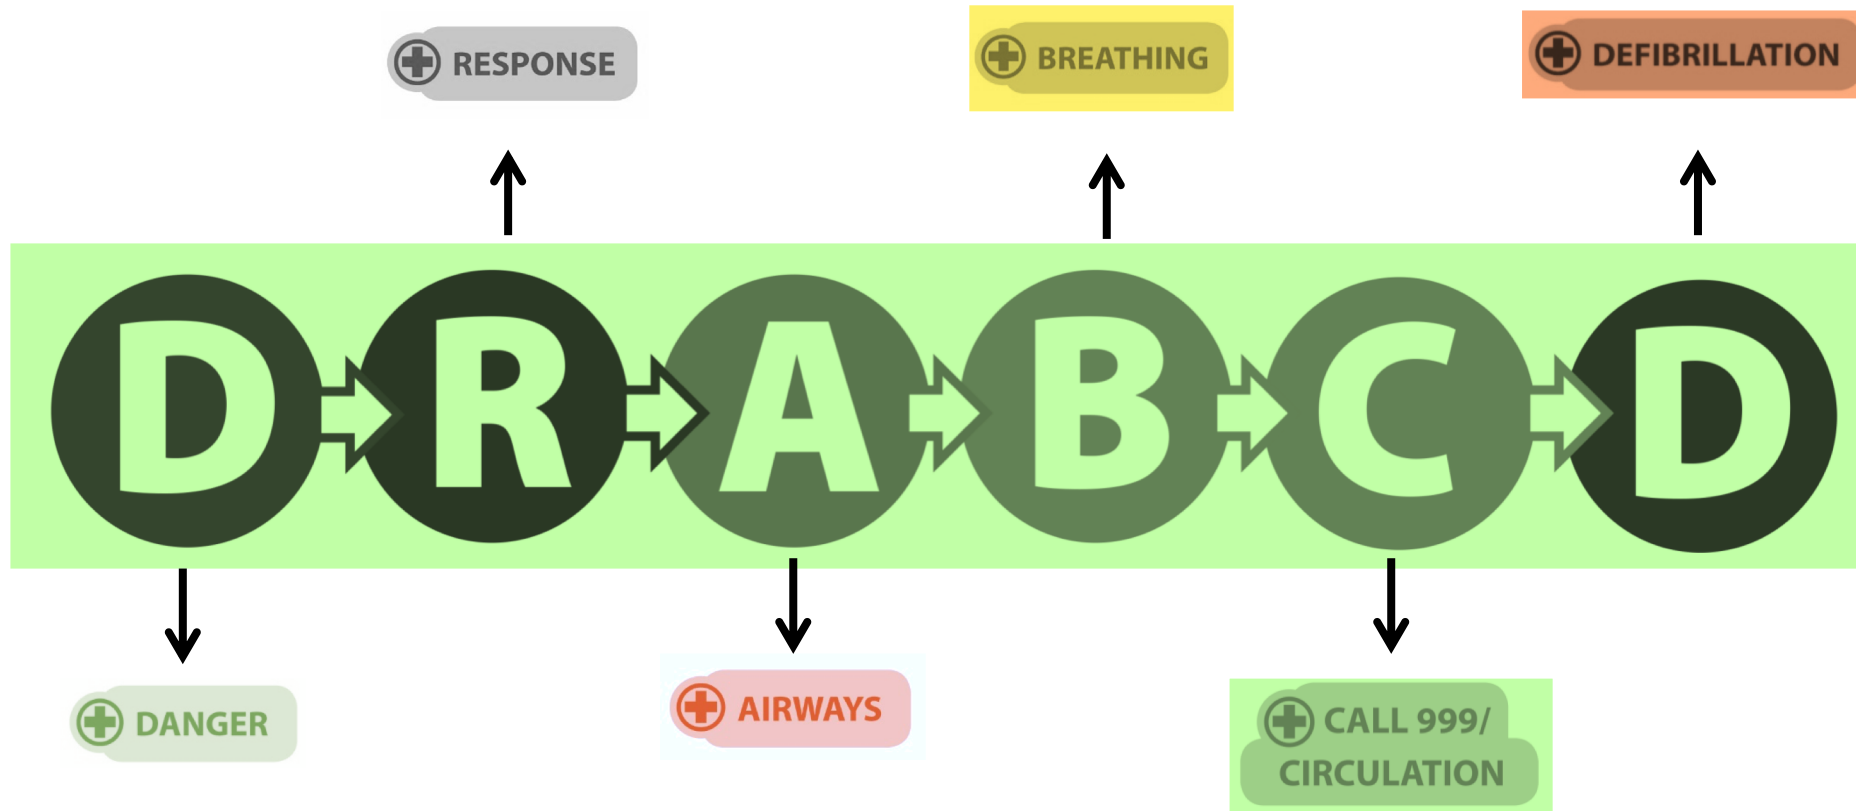 RESPONSE
BREATHING
DEFIBRILLATION
D R A B C D
DANGER
AIRWAYS
CALL 999/
CIRCULATION